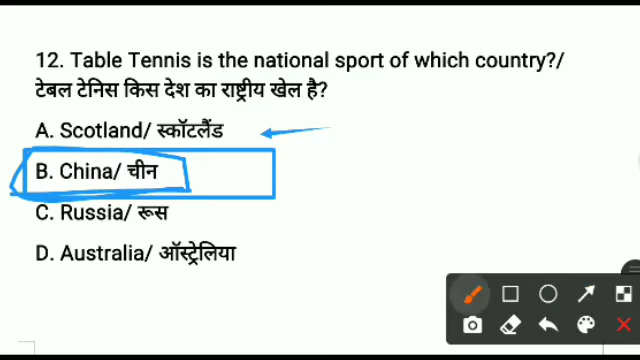 12. Table Tennis is the national sport of which country?/
टेबल टेनिस किस देश का राष्ट्रीय खेल है?
A. Scotland/ स्कॉटलैंड
B. China/ चीन
C. Russia/ रूस
D. Australia/ ऑस्ट्रेलिया